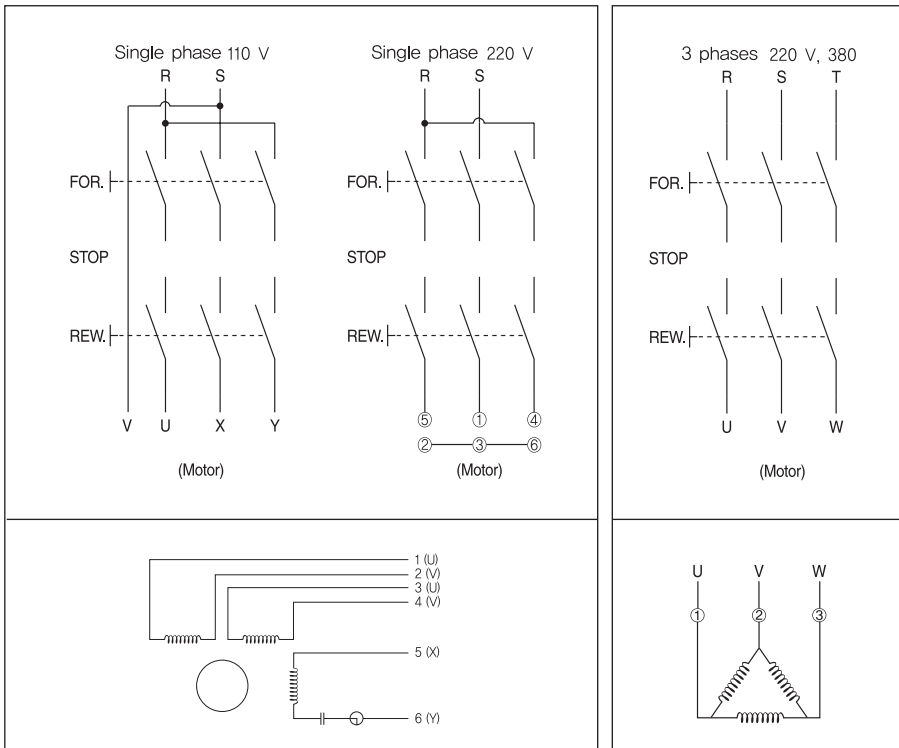 Single phase 110 V
R S
FOR.
STOP
REW.
V U X Y
(Motor)
Single phase 220 V
R S
FOR.
STOP
REW.
⑤ ① ④
② ③ ⑥
(Motor)
3 phases 220 V, 380
R S T
FOR.
STOP
REW.
U V W
(Motor)
1 (U)
2 (V)
3 (U)
4 (V)
5 (X)
6 (Y)
U V W
① ② ③